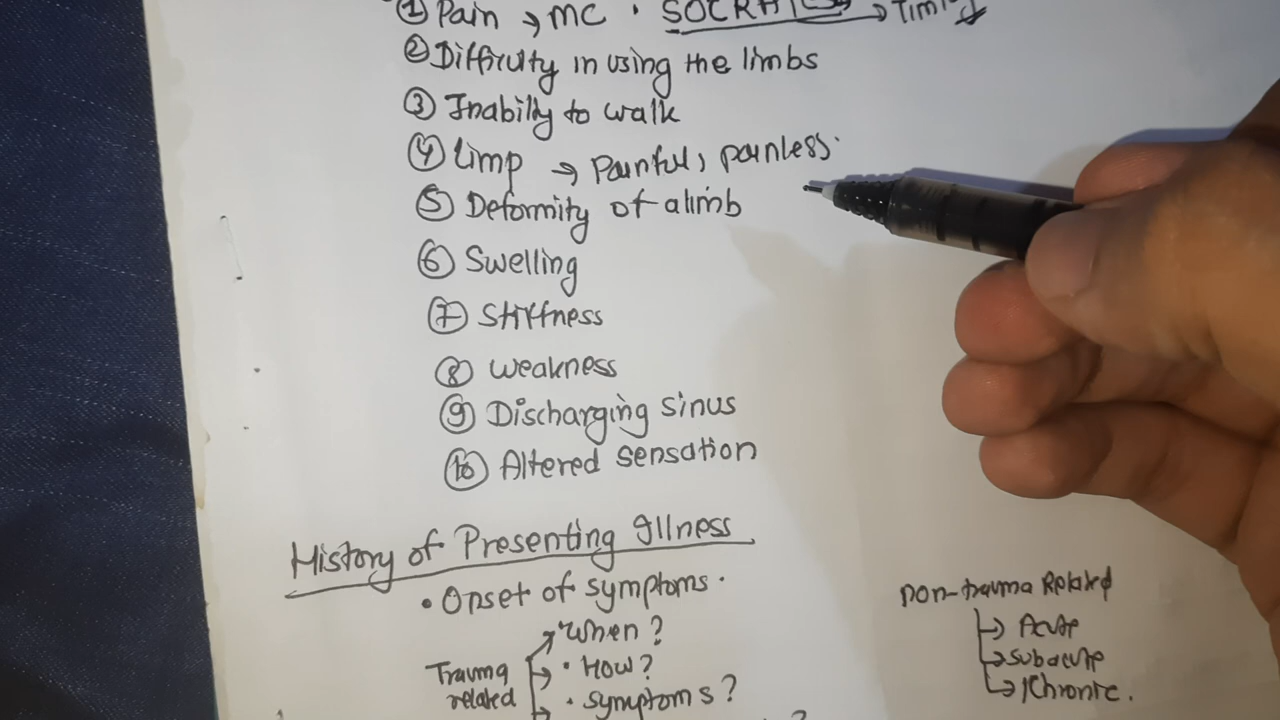 ① Pain → MC · SOCRATES → Timing
② Difficulty in using the limbs
③ Inability to walk
④ Limp → Painful, painless.
⑤ Deformity of a limb
⑥ Swelling
⑦ Stiffness
⑧ Weakness
⑨ Discharging sinus
⑩ Altered sensation
History of Presenting Illness
• Onset of symptoms.
Trauma related → When?
→ • How?
→ • Symptoms?
non-trauma Related
→ Acute
→ Subacute
→ Chronic.